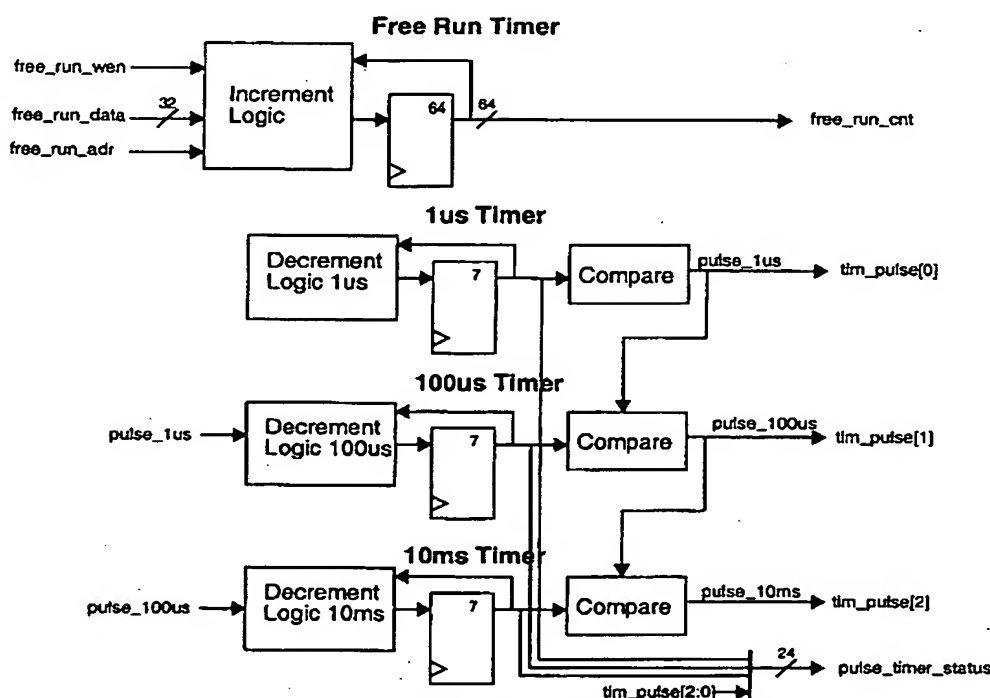 Free Run Timer
free_run_wen
free_run_data
32
free_run_adr
Increment
Logic
64
64
free_run_cnt
1us Timer
Decrement
Logic 1us
7
Compare
pulse_1us
tim_pulse[0]
100us Timer
pulse_1us
Decrement
Logic 100us
7
Compare
pulse_100us
tim_pulse[1]
10ms Timer
pulse_100us
Decrement
Logic 10ms
7
Compare
pulse_10ms
tim_pulse[2]
24
pulse_timer_status
tim_pulse[2:0]